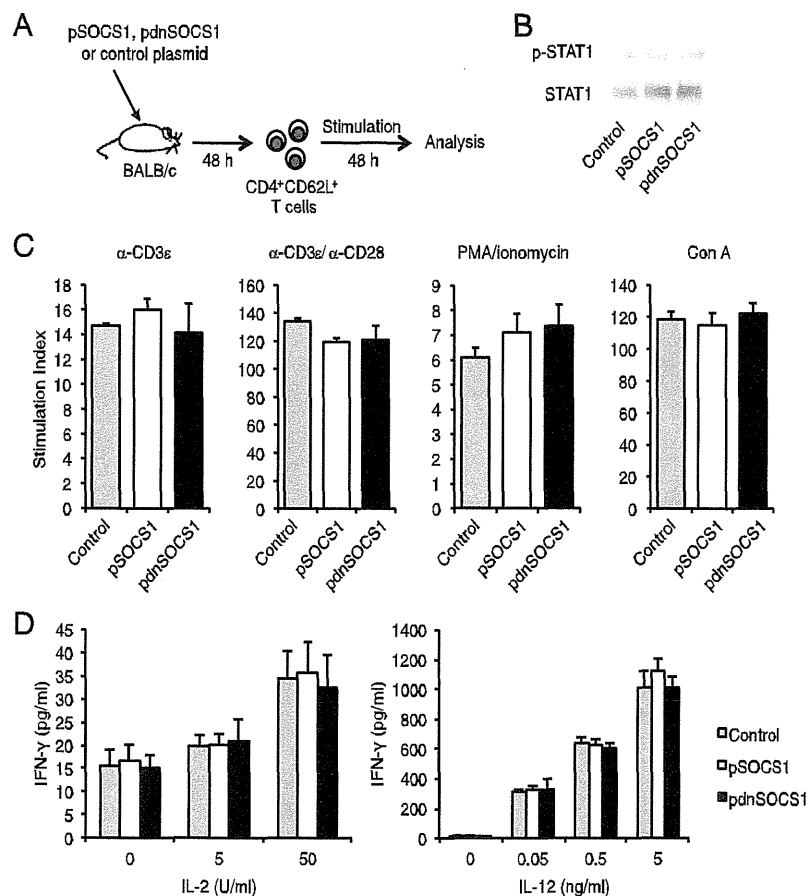 A
pSOCS1, pdnSOCS1
or control plasmid
BALB/c
48 h
CD4+CD62L+
T cells
Stimulation
48 h
Analysis
B
p-STAT1
STAT1
Control
pSOCS1
pdnSOCS1
C
α-CD3ε
Stimulation Index
18
16
14
12
10
8
6
4
2
0
Control
pSOCS1
pdnSOCS1
α-CD3ε/ α-CD28
160
140
120
100
80
60
40
20
0
Control
pSOCS1
pdnSOCS1
PMA/ionomycin
9
8
7
6
5
4
3
2
1
0
Control
pSOCS1
pdnSOCS1
Con A
140
120
100
80
60
40
20
0
Control
pSOCS1
pdnSOCS1
D
IFN-γ (pg/ml)
45
40
35
30
25
20
15
10
5
0
0 5 50
IL-2 (U/ml)
IFN-γ (pg/ml)
1400
1200
1000
800
600
400
200
0
0 0.05 0.5 5
IL-12 (ng/ml)
Control
pSOCS1
pdnSOCS1